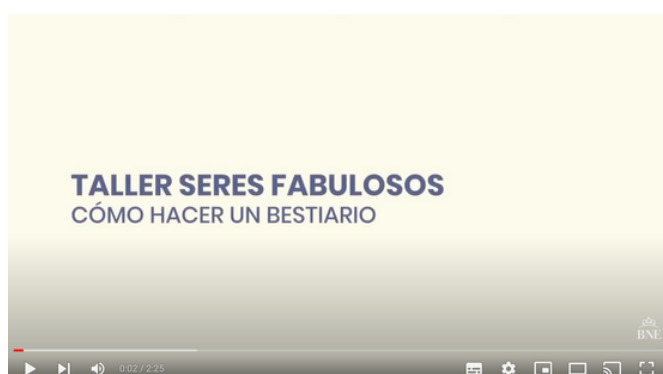 TALLER SERES FABULOSOS
CÓMO HACER UN BESTIARIO
BNE
0:02 / 2:25